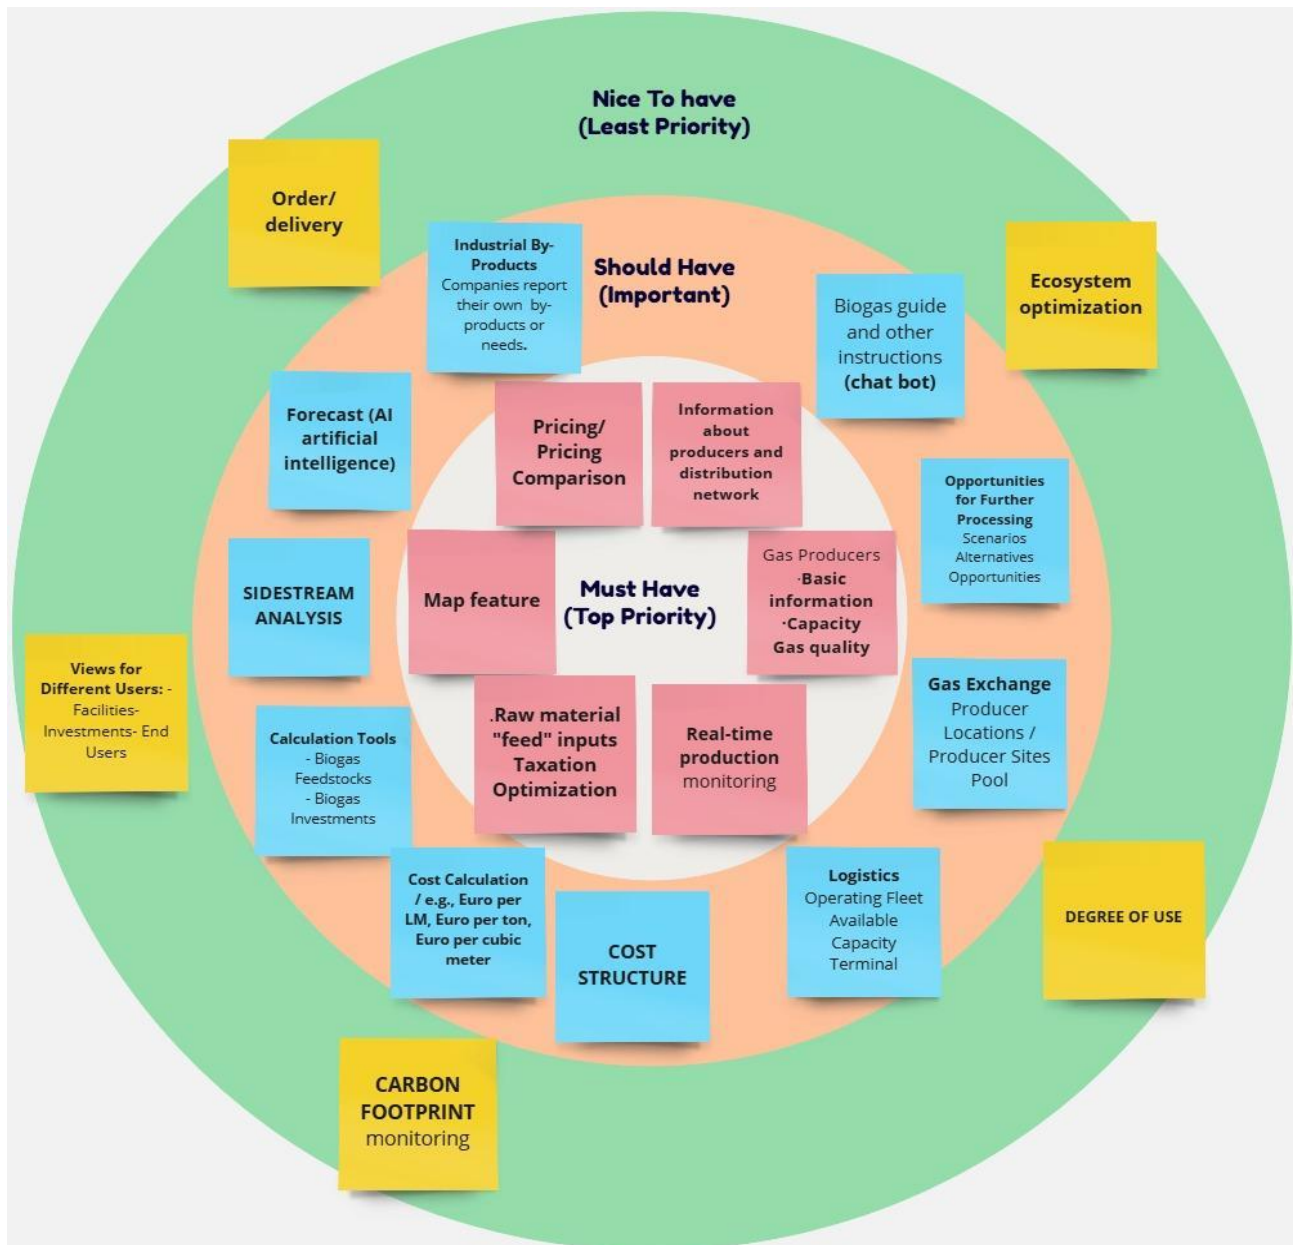 Nice To have
(Least Priority)
Order/
delivery
Industrial By-
Products
Companies report
their own by-
products or
needs.
Should Have
(Important)
Biogas guide
and other
instructions
(chat bot)
Ecosystem
optimization
Forecast (AI
artificial
intelligence)
Pricing/
Pricing
Comparison
Information
about
producers and
distribution
network
Opportunities
for Further
Processing
Scenarios
Alternatives
Opportunities
SIDESTREAM
ANALYSIS
Map feature
Must Have
(Top Priority)
Gas Producers
·Basic
information
·Capacity
Gas quality
Views for
Different Users: -
Facilities-
Investments- End
Users
Calculation Tools
- Biogas
Feedstocks
- Biogas
Investments
.Raw material
"feed" inputs
Taxation
Optimization
Real-time
production
monitoring
Gas Exchange
Producer
Locations /
Producer Sites
Pool
Cost Calculation
/ e.g., Euro per
LM, Euro per ton,
Euro per cubic
meter
COST
STRUCTURE
Logistics
Operating Fleet
Available
Capacity
Terminal
DEGREE OF USE
CARBON
FOOTPRINT
monitoring